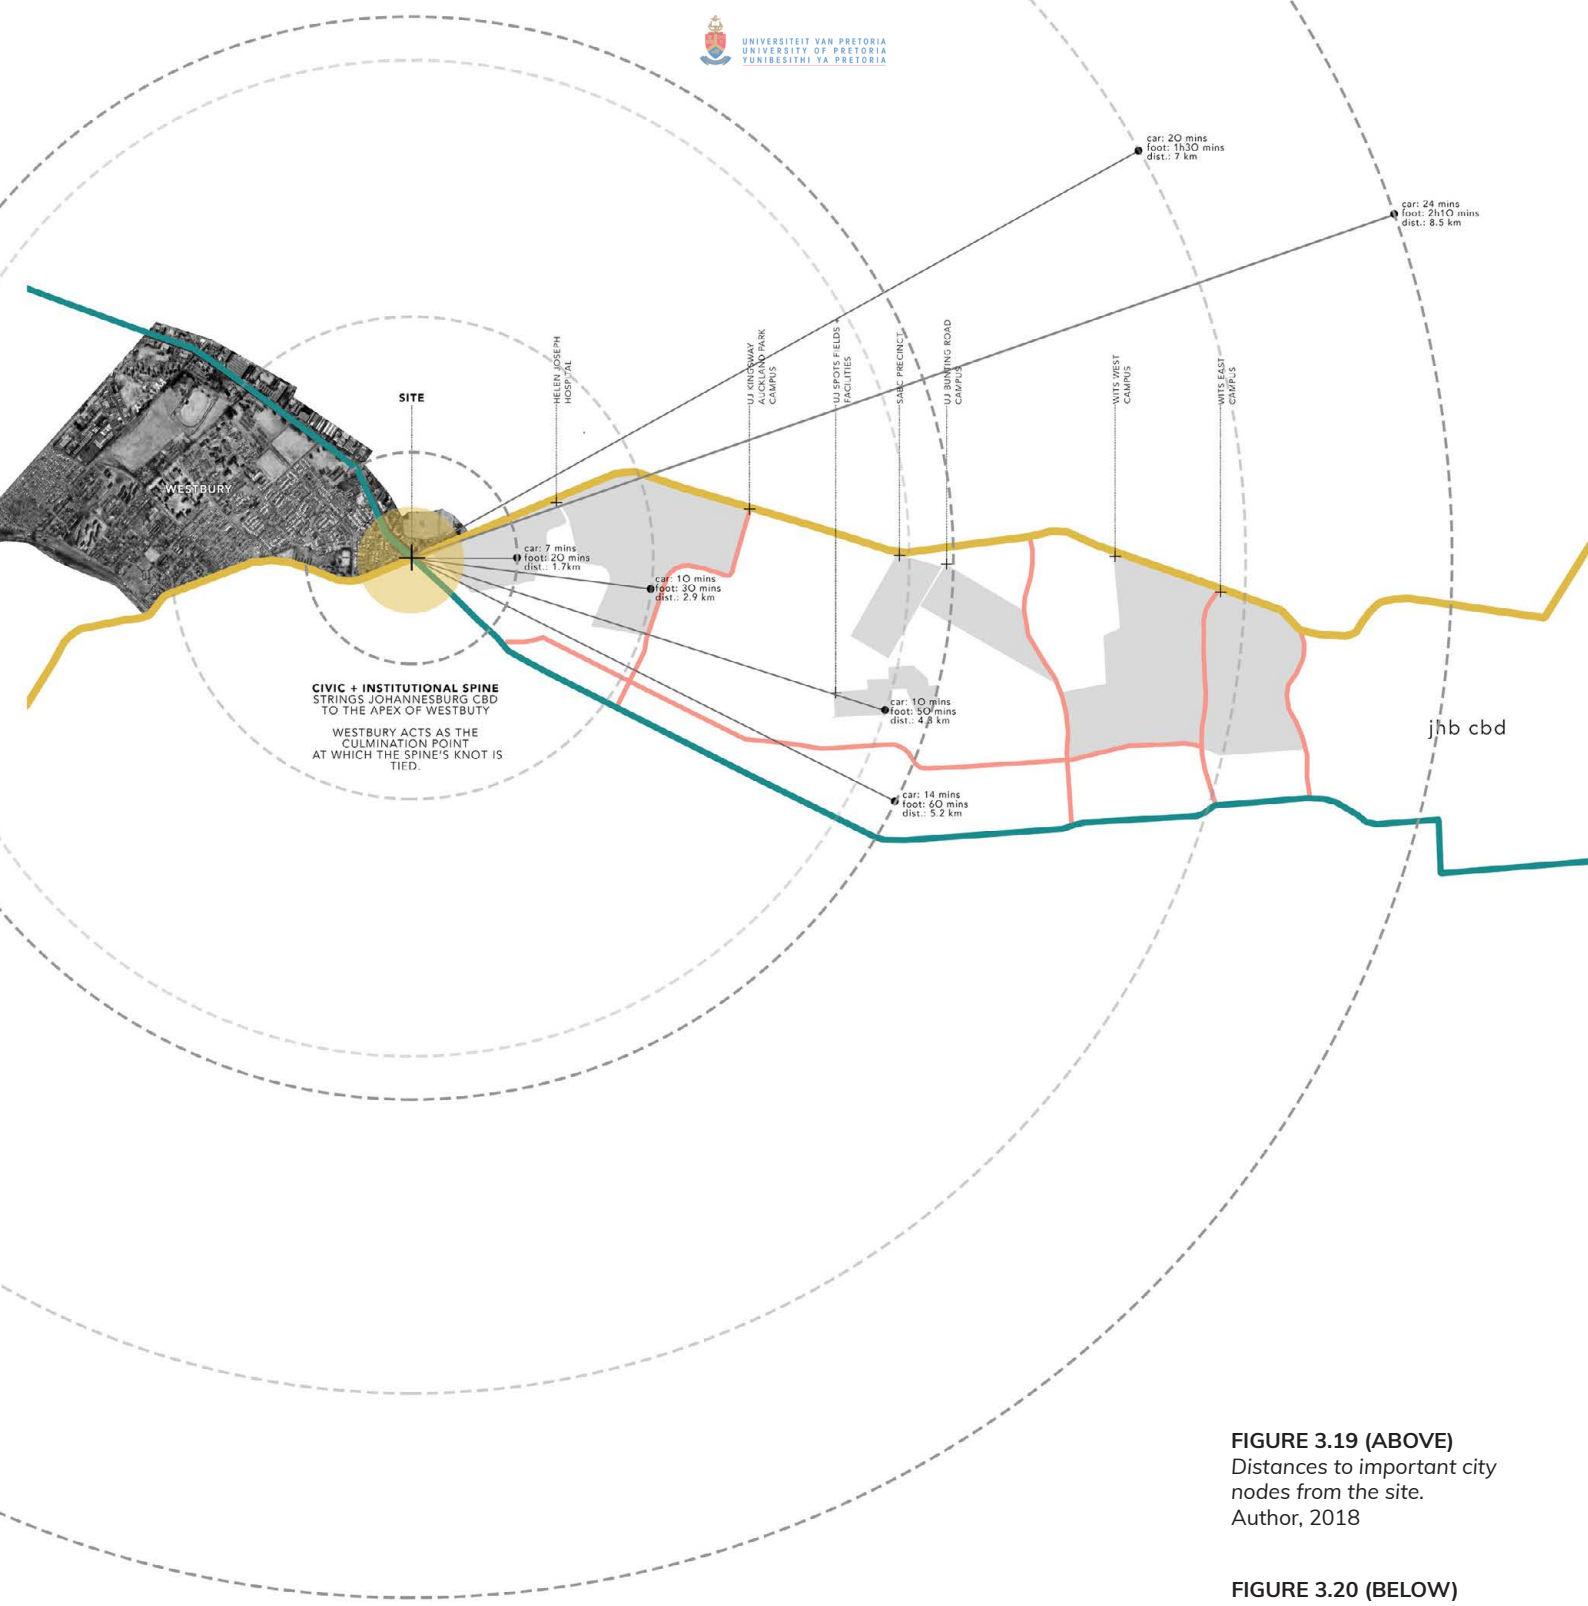 UNIVERSITEIT VAN PRETORIA
UNIVERSITY OF PRETORIA
YUNIBESITHI YA PRETORIA
car: 20 mins
foot: 1h30 mins
dist.: 7 km
car: 24 mins
foot: 2h10 mins
dist.: 8.5 km
SITE
HELEN JOSEPH
HOSPITAL
UJ KINGSWAY
AUCKLAND PARK
CAMPUS
UJ SPOTS FIELDS +
FACILITIES
SABC PRECINCT
UJ BUNTING ROAD
CAMPUS
WITS WEST
CAMPUS
WITS EAST
CAMPUS
WESTBURY
car: 7 mins
foot: 20 mins
dist.: 1.7km
car: 10 mins
foot: 30 mins
dist.: 2.9 km
car: 10 mins
foot: 50 mins
dist.: 4.8 km
car: 14 mins
foot: 60 mins
dist.: 5.2 km
CIVIC + INSTITUTIONAL SPINE
STRINGS JOHANNESBURG CBD
TO THE APEX OF WESTBUTY
WESTBURY ACTS AS THE
CULMINATION POINT
AT WHICH THE SPINE'S KNOT IS
TIED.
jhb cbd
FIGURE 3.19 (ABOVE)
Distances to important city
nodes from the site.
Author, 2018
FIGURE 3.20 (BELOW)